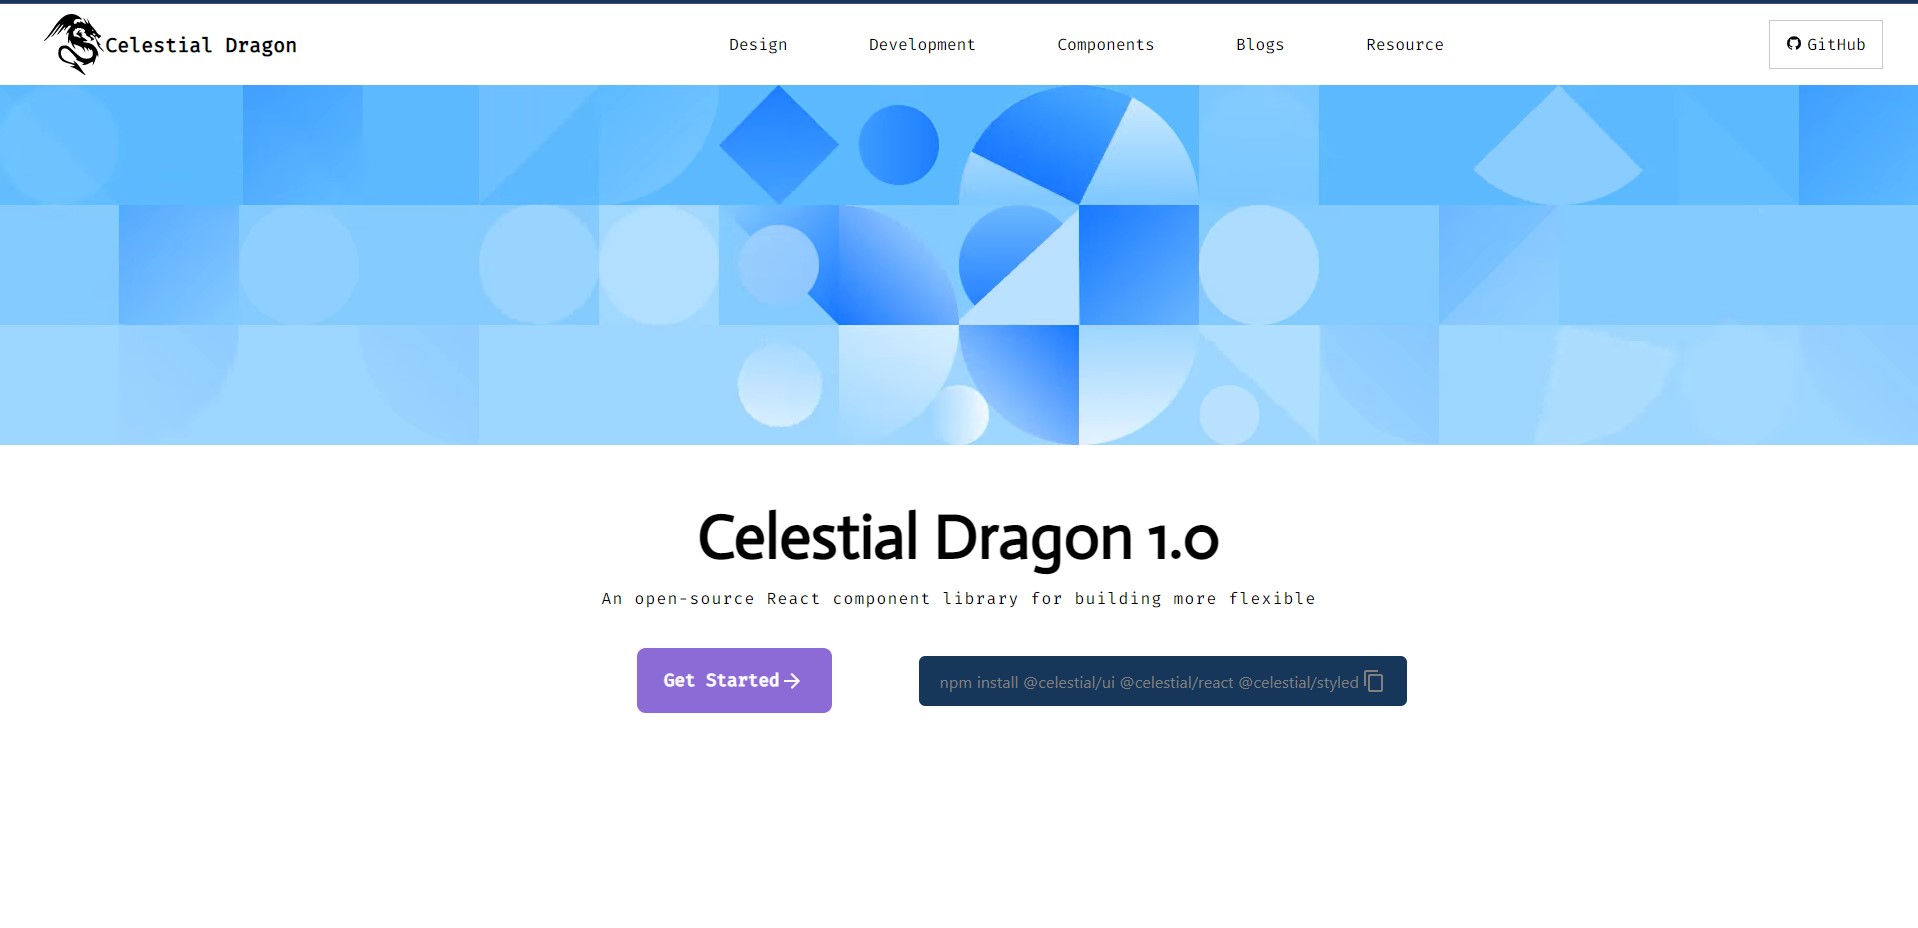 Celestial Dragon
Design Development Components Blogs Resource
GitHub
Celestial Dragon 1.0
An open-source React component library for building more flexible
Get Started
npm install @celestial/ui @celestial/react @celestial/styled